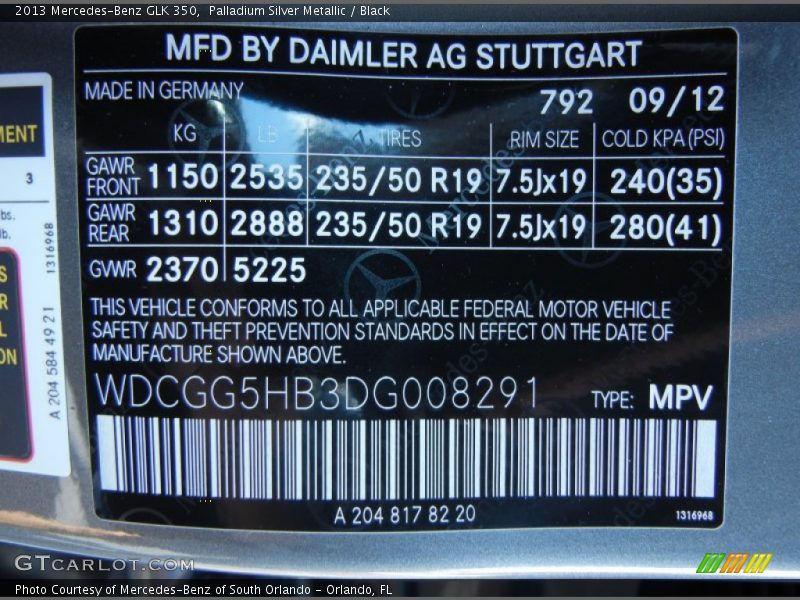 2013 Mercedes-Benz GLK 350, Palladium Silver Metallic / Black
MFD BY DAIMLER AG STUTTGART
MADE IN GERMANY 792 09/12
KG LB TIRES RIM SIZE COLD KPA(PSI)
GAWR FRONT 1150 2535 235/50 R19 7.5Jx19 240(35)
GAWR REAR 1310 2888 235/50 R19 7.5Jx19 280(41)
GVWR 2370 5225
THIS VEHICLE CONFORMS TO ALL APPLICABLE FEDERAL MOTOR VEHICLE
SAFETY AND THEFT PREVENTION STANDARDS IN EFFECT ON THE DATE OF
MANUFACTURE SHOWN ABOVE.
WDCGG5HB3DG008291 TYPE: MPV
A 204 817 82 20 1316968
MENT
3
lbs.
lb.
1316968
A 204 584 49 21
GTCARLOT.COM
Photo Courtesy of Mercedes-Benz of South Orlando - Orlando, FL